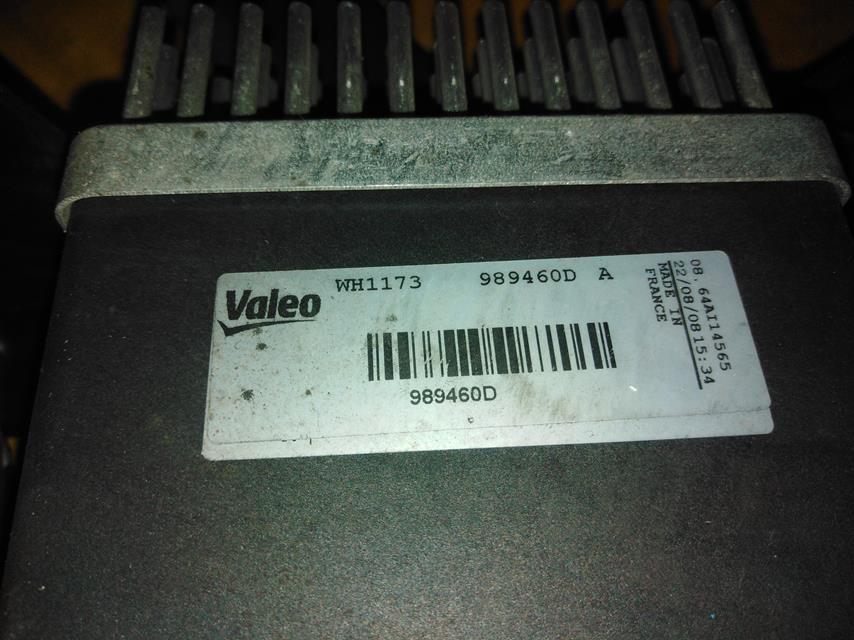 Valeo
WH1173 989460D A
989460D
08.64AI14565
22/08/08 15:34
MADE IN
FRANCE